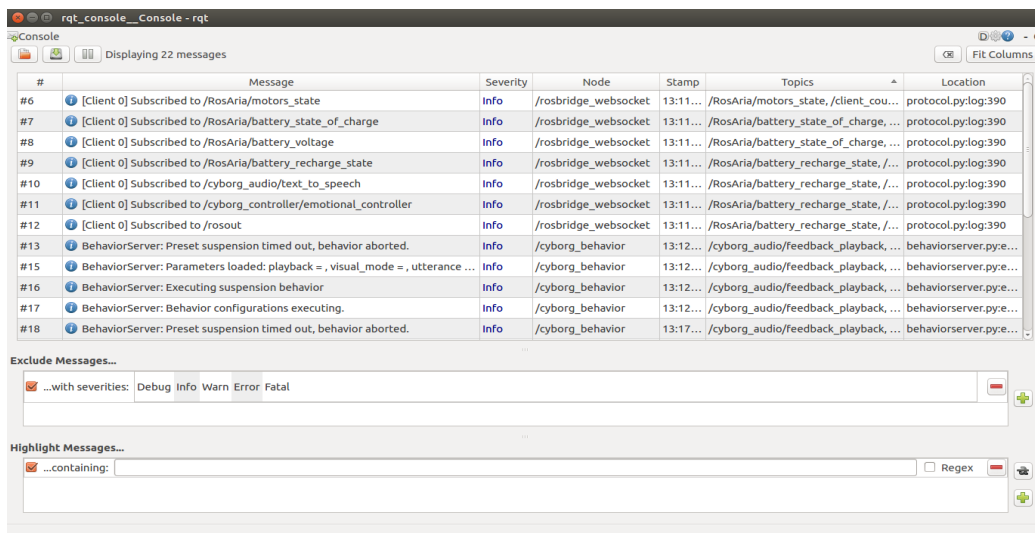 rqt_console__Console - rqt
Console
D
Displaying 22 messages
Fit Columns
# Message Severity Node Stamp Topics Location
#6 [Client 0] Subscribed to /RosAria/motors_state Info /rosbridge_websocket 13:11... /RosAria/motors_state, /client_cou... protocol.py:log:390
#7 [Client 0] Subscribed to /RosAria/battery_state_of_charge Info /rosbridge_websocket 13:11... /RosAria/battery_state_of_charge, ... protocol.py:log:390
#8 [Client 0] Subscribed to /RosAria/battery_voltage Info /rosbridge_websocket 13:11... /RosAria/battery_state_of_charge, ... protocol.py:log:390
#9 [Client 0] Subscribed to /RosAria/battery_recharge_state Info /rosbridge_websocket 13:11... /RosAria/battery_recharge_state, /... protocol.py:log:390
#10 [Client 0] Subscribed to /cyborg_audio/text_to_speech Info /rosbridge_websocket 13:11... /RosAria/battery_recharge_state, /... protocol.py:log:390
#11 [Client 0] Subscribed to /cyborg_controller/emotional_controller Info /rosbridge_websocket 13:11... /RosAria/battery_recharge_state, /... protocol.py:log:390
#12 [Client 0] Subscribed to /rosout Info /rosbridge_websocket 13:11... /RosAria/battery_recharge_state, /... protocol.py:log:390
#13 BehaviorServer: Preset suspension timed out, behavior aborted. Info /cyborg_behavior 13:12... /cyborg_audio/feedback_playback, ... behaviorserver.py:e...
#15 BehaviorServer: Parameters loaded: playback = , visual_mode = , utterance ... Info /cyborg_behavior 13:12... /cyborg_audio/feedback_playback, ... behaviorserver.py:e...
#16 BehaviorServer: Executing suspension behavior Info /cyborg_behavior 13:12... /cyborg_audio/feedback_playback, ... behaviorserver.py:e...
#17 BehaviorServer: Behavior configurations executing. Info /cyborg_behavior 13:12... /cyborg_audio/feedback_playback, ... behaviorserver.py:e...
#18 BehaviorServer: Preset suspension timed out, behavior aborted. Info /cyborg_behavior 13:17... /cyborg_audio/feedback_playback, ... behaviorserver.py:e...
Exclude Messages...
...with severities: Debug Info Warn Error Fatal
Highlight Messages...
...containing: Regex